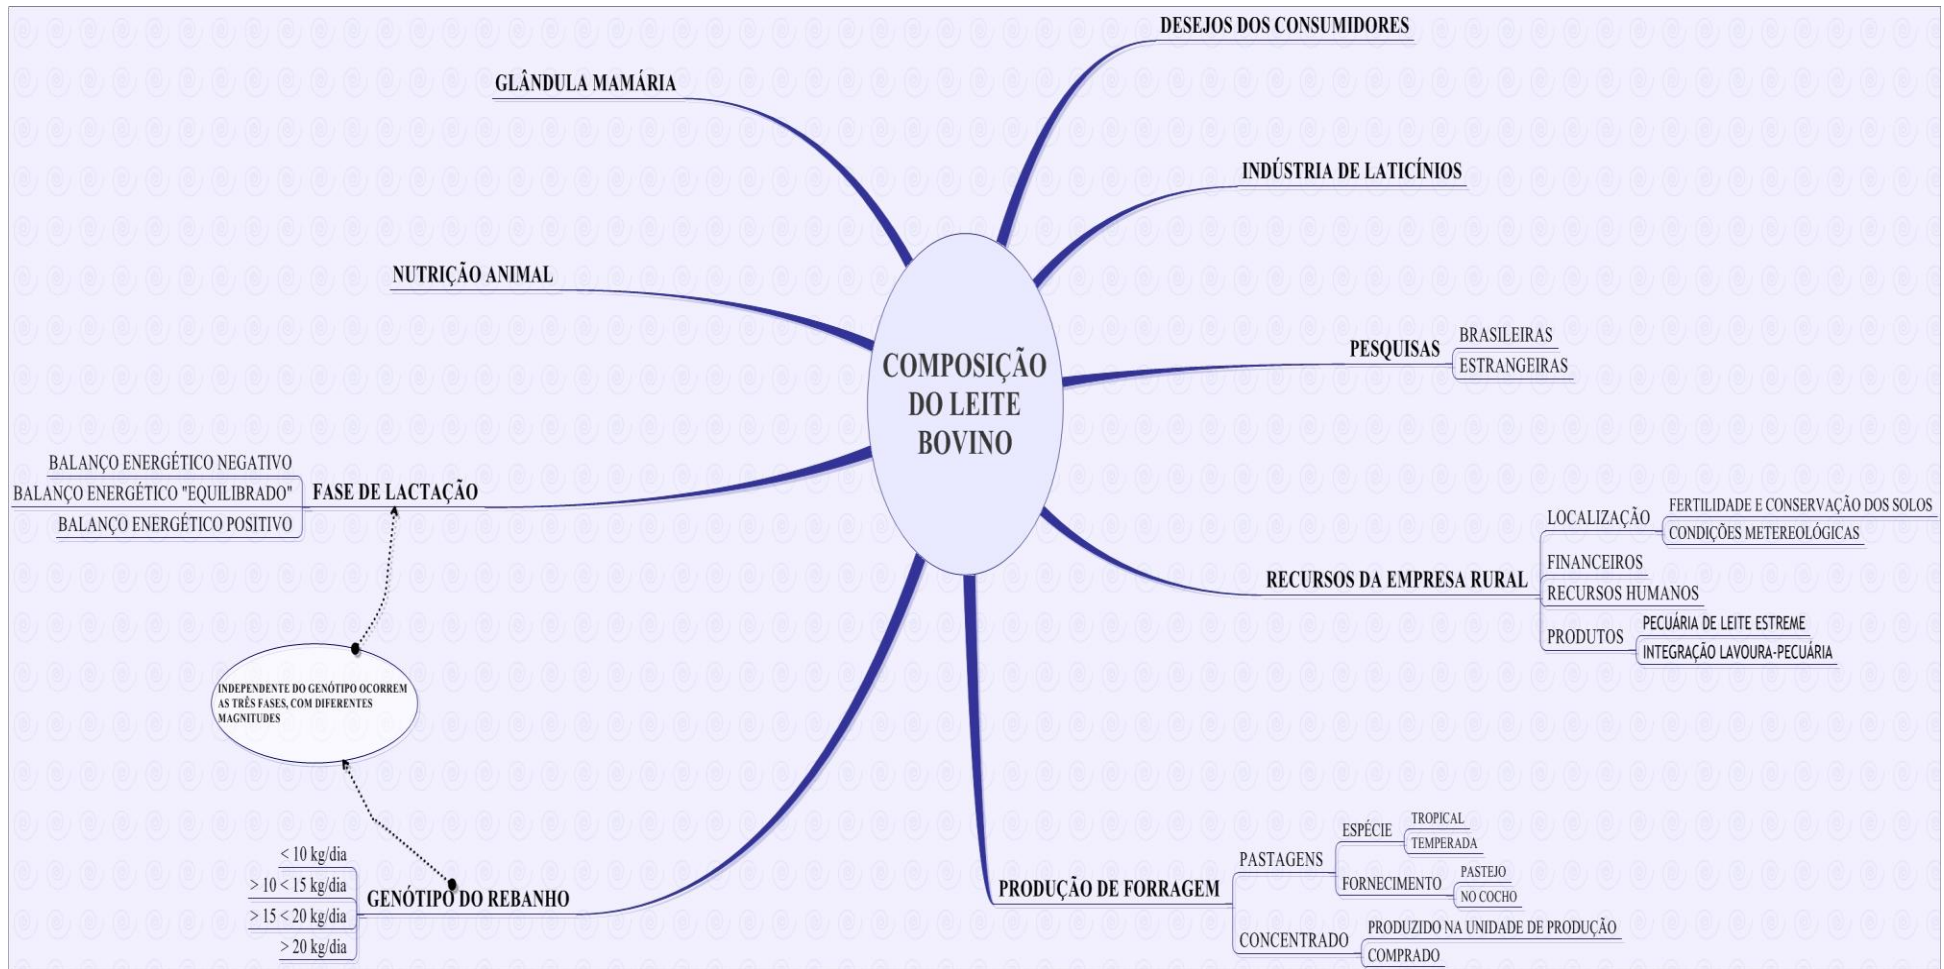 COMPOSIÇÃO
DO LEITE
BOVINO
DESEJOS DOS CONSUMIDORES
INDÚSTRIA DE LATICÍNIOS
PESQUISAS
BRASILEIRAS
ESTRANGEIRAS
RECURSOS DA EMPRESA RURAL
LOCALIZAÇÃO
FERTILIDADE E CONSERVAÇÃO DOS SOLOS
CONDIÇÕES METEREOLÓGICAS
FINANCEIROS
RECURSOS HUMANOS
PRODUTOS
PECUÁRIA DE LEITE ESTREME
INTEGRAÇÃO LAVOURA-PECUÁRIA
PRODUÇÃO DE FORRAGEM
PASTAGENS
ESPÉCIE
TROPICAL
TEMPERADA
FORNECIMENTO
PASTEJO
NO COCHO
CONCENTRADO
PRODUZIDO NA UNIDADE DE PRODUÇÃO
COMPRADO
GLÂNDULA MAMÁRIA
NUTRIÇÃO ANIMAL
FASE DE LACTAÇÃO
BALANÇO ENERGÉTICO NEGATIVO
BALANÇO ENERGÉTICO "EQUILIBRADO"
BALANÇO ENERGÉTICO POSITIVO
INDEPENDENTE DO GENÓTIPO OCORREM
AS TRÊS FASES, COM DIFERENTES
MAGNITUDES
GENÓTIPO DO REBANHO
< 10 kg/dia
> 10 < 15 kg/dia
> 15 < 20 kg/dia
> 20 kg/dia